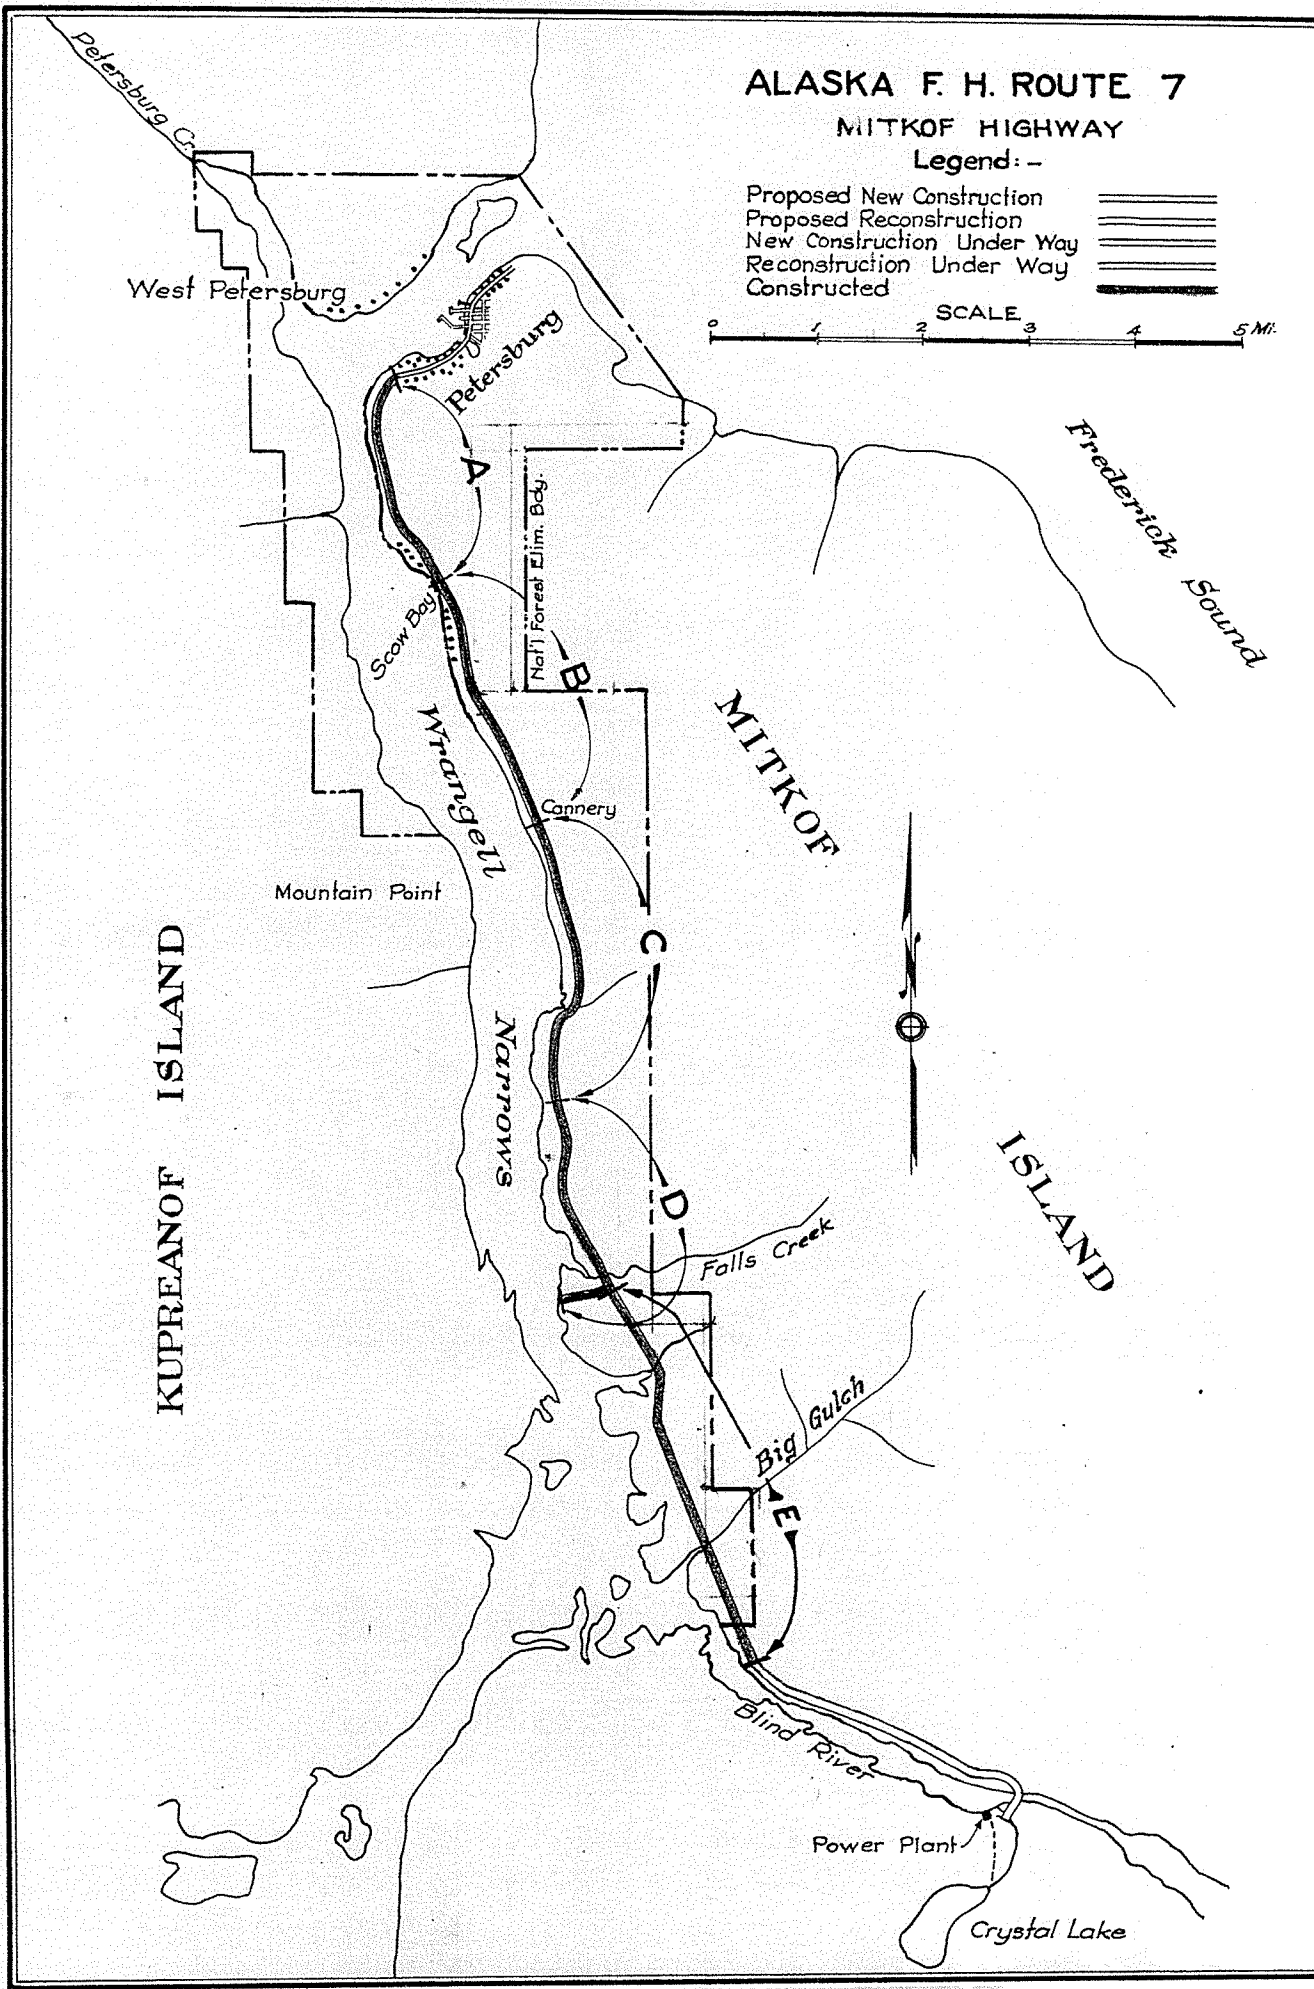 ALASKA F. H. ROUTE 7
MITKOF HIGHWAY
Legend: -
Proposed New Construction
Proposed Reconstruction
New Construction Under Way
Reconstruction Under Way
Constructed
SCALE
0 1 2 3 4 5 Mi.
Petersburg Cr.
West Petersburg
Petersburg
A
Nat'l Forest Elim. Bdy.
Frederick Sound
Scow Bay
B
Wrangell
Narrows
Cannery
MITKOF
ISLAND
Mountain Point
C
KUPREANOF ISLAND
D
Falls Creek
Big Gulch
E
Blind River
Power Plant
Crystal Lake